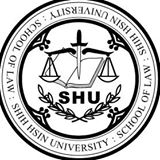 SHIH HSIN UNIVERSITY : SCHOOL OF LAW :
SHIH HSIN UNIVERSITY : SCHOOL OF LAW :
SHU